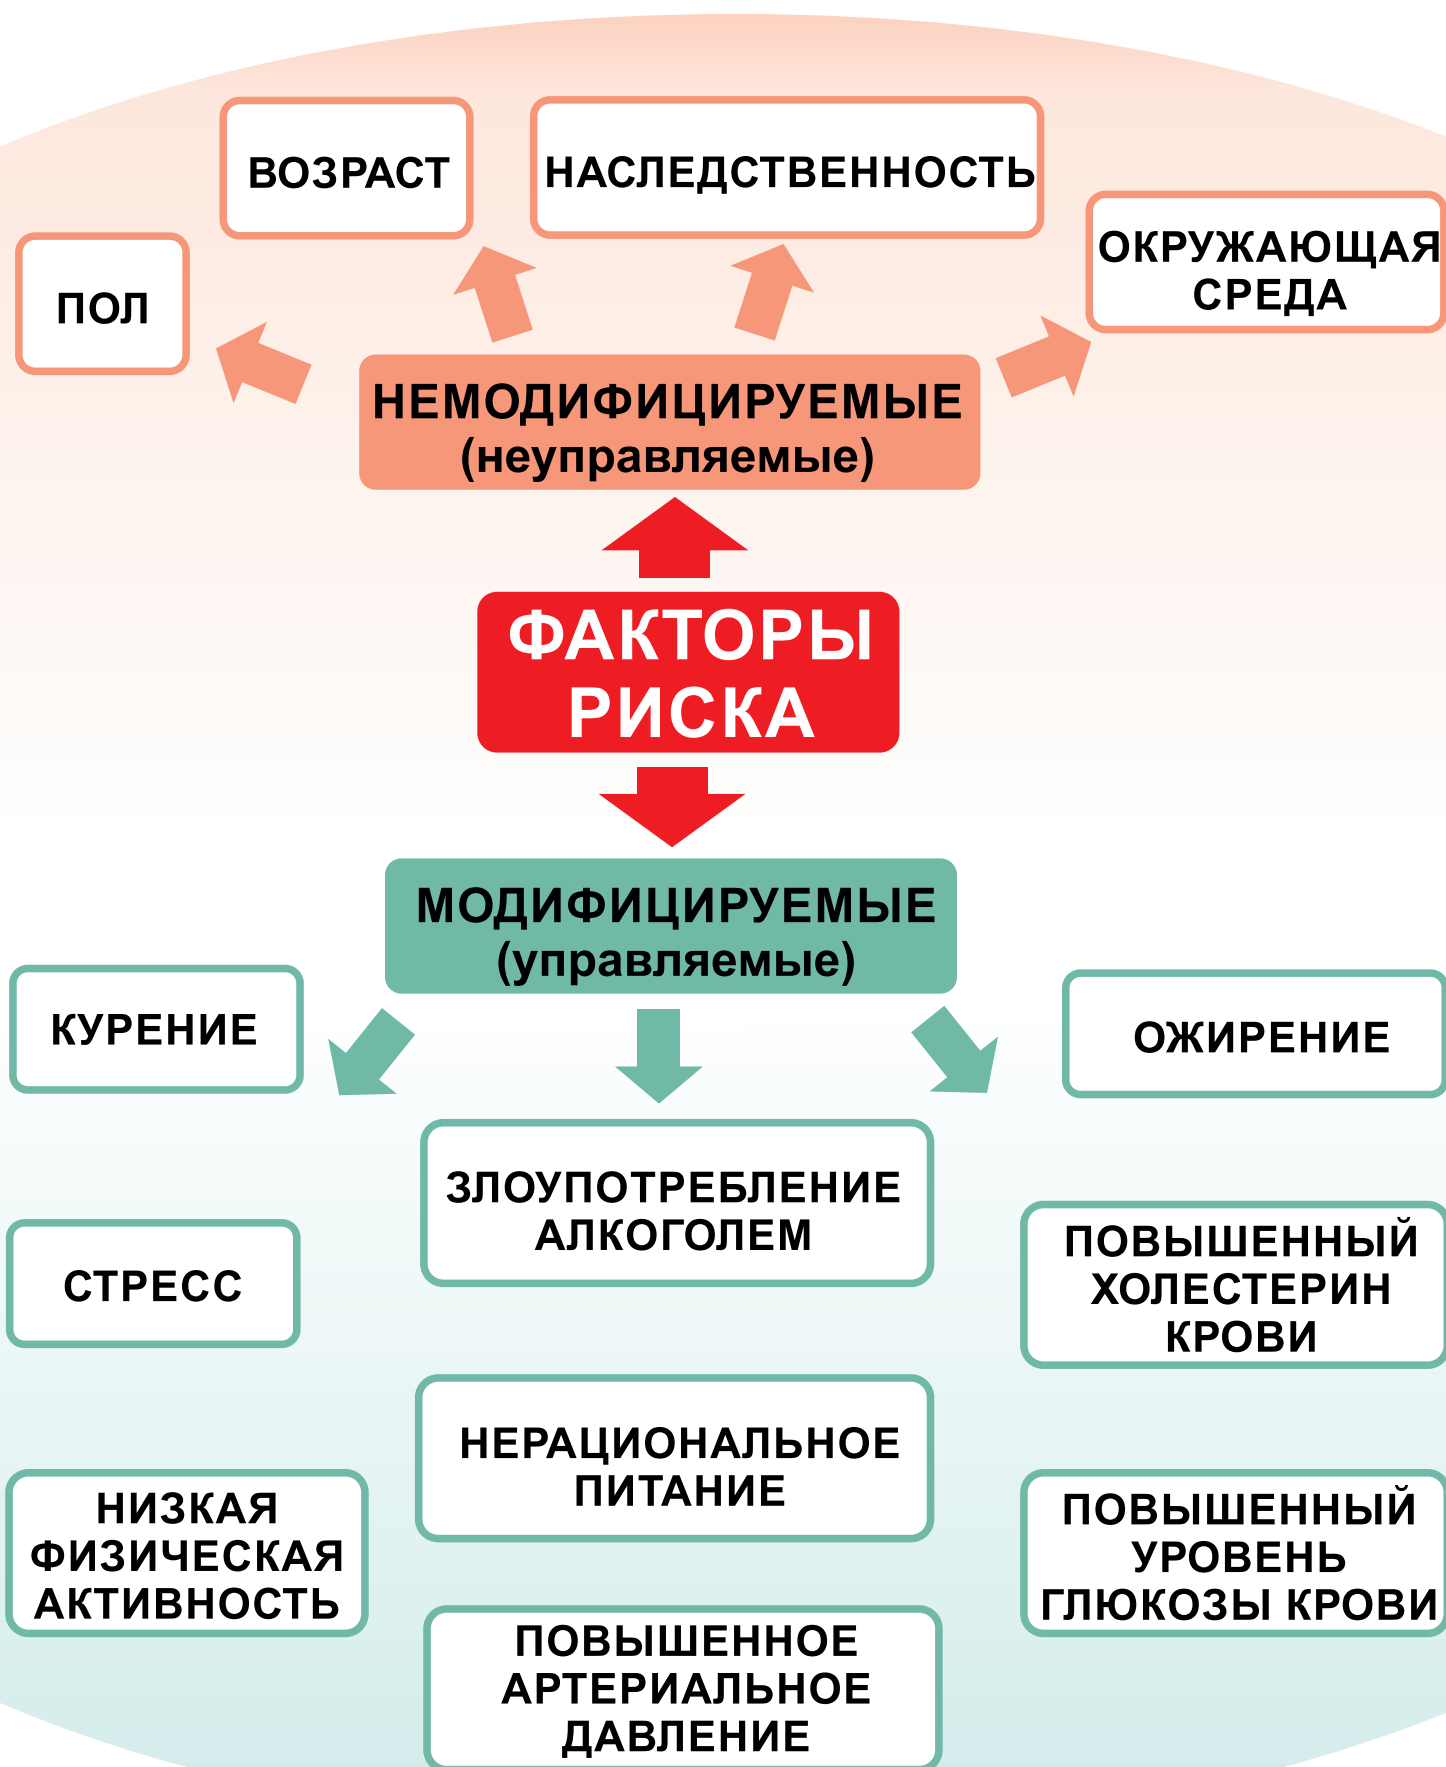 ВОЗРАСТ
НАСЛЕДСТВЕННОСТЬ
ПОЛ
ОКРУЖАЮЩАЯ
СРЕДА
НЕМОДИФИЦИРУЕМЫЕ
(неуправляемые)
ФАКТОРЫ
РИСКА
МОДИФИЦИРУЕМЫЕ
(управляемые)
КУРЕНИЕ
ОЖИРЕНИЕ
ЗЛОУПОТРЕБЛЕНИЕ
АЛКОГОЛЕМ
СТРЕСС
ПОВЫШЕННЫЙ
ХОЛЕСТЕРИН
КРОВИ
НЕРАЦИОНАЛЬНОЕ
ПИТАНИЕ
НИЗКАЯ
ФИЗИЧЕСКАЯ
АКТИВНОСТЬ
ПОВЫШЕННЫЙ
УРОВЕНЬ
ГЛЮКОЗЫ КРОВИ
ПОВЫШЕННОЕ
АРТЕРИАЛЬНОЕ
ДАВЛЕНИЕ